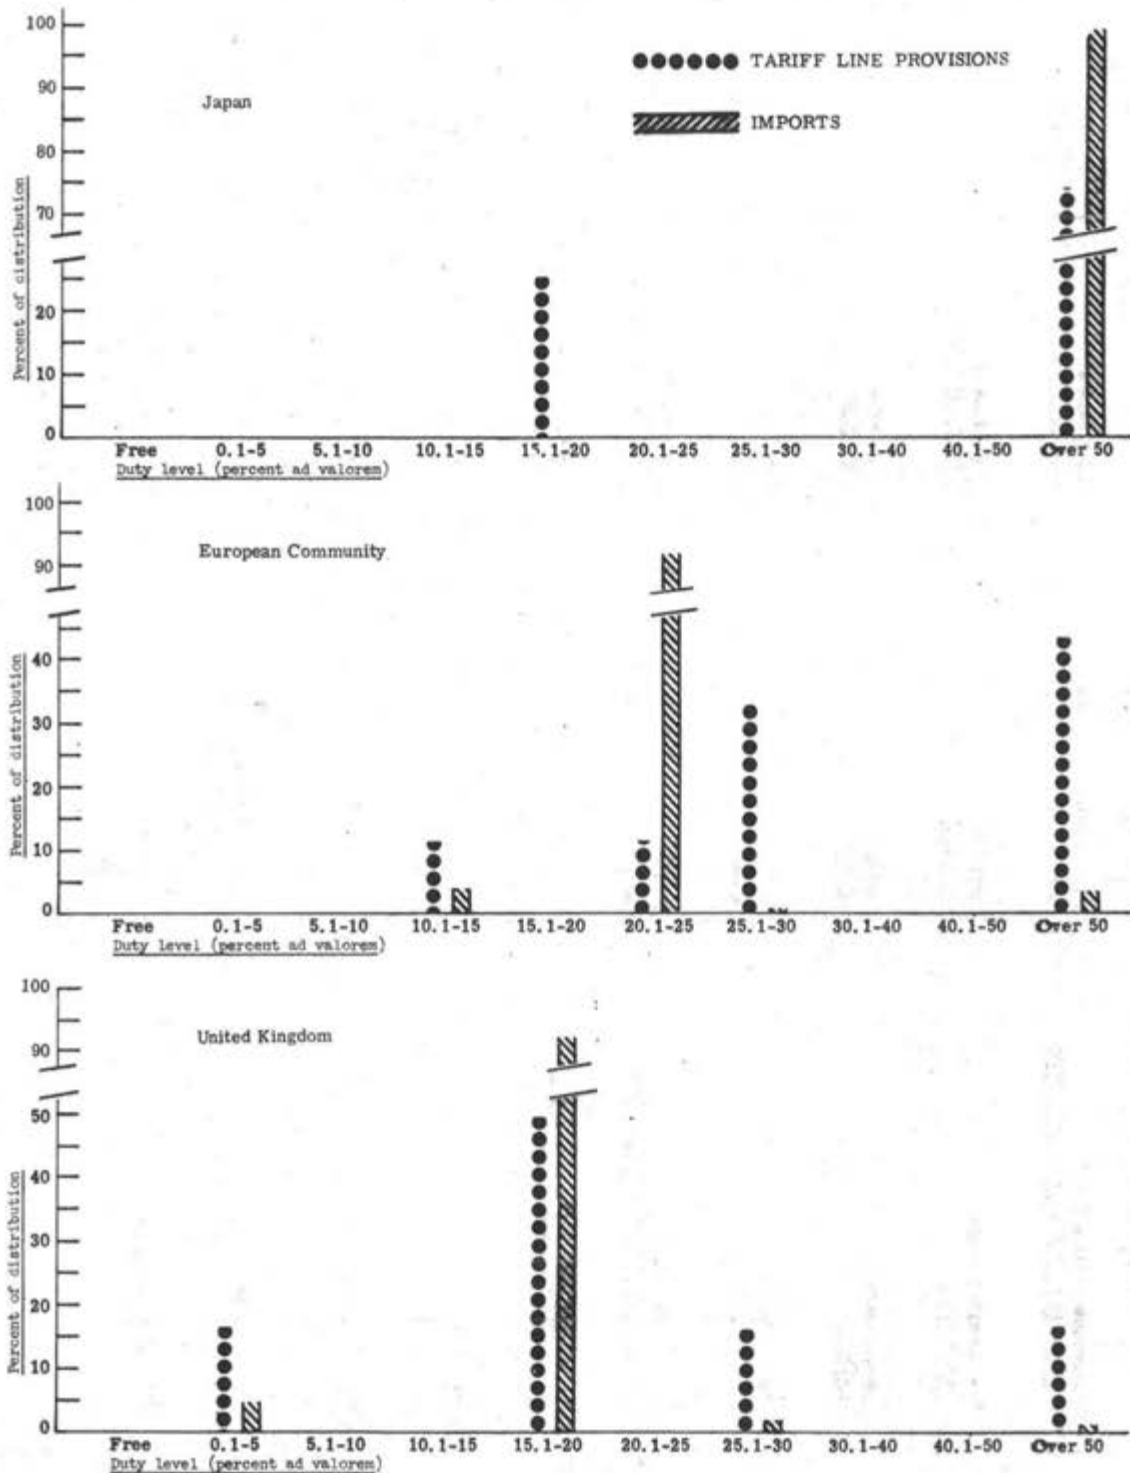 100
90
80
70
20
10
0
Percent of distribution
Japan
●●●●●● TARIFF LINE PROVISIONS
IMPORTS
Free 0.1-5 5.1-10 10.1-15 15.1-20 20.1-25 25.1-30 30.1-40 40.1-50 Over 50
Duty level (percent ad valorem)
100
90
40
30
20
10
0
Percent of distribution
European Community
Free 0.1-5 5.1-10 10.1-15 15.1-20 20.1-25 25.1-30 30.1-40 40.1-50 Over 50
Duty level (percent ad valorem)
100
90
50
40
30
20
10
0
Percent of distribution
United Kingdom
Free 0.1-5 5.1-10 10.1-15 15.1-20 20.1-25 25.1-30 30.1-40 40.1-50 Over 50
Duty level (percent ad valorem)